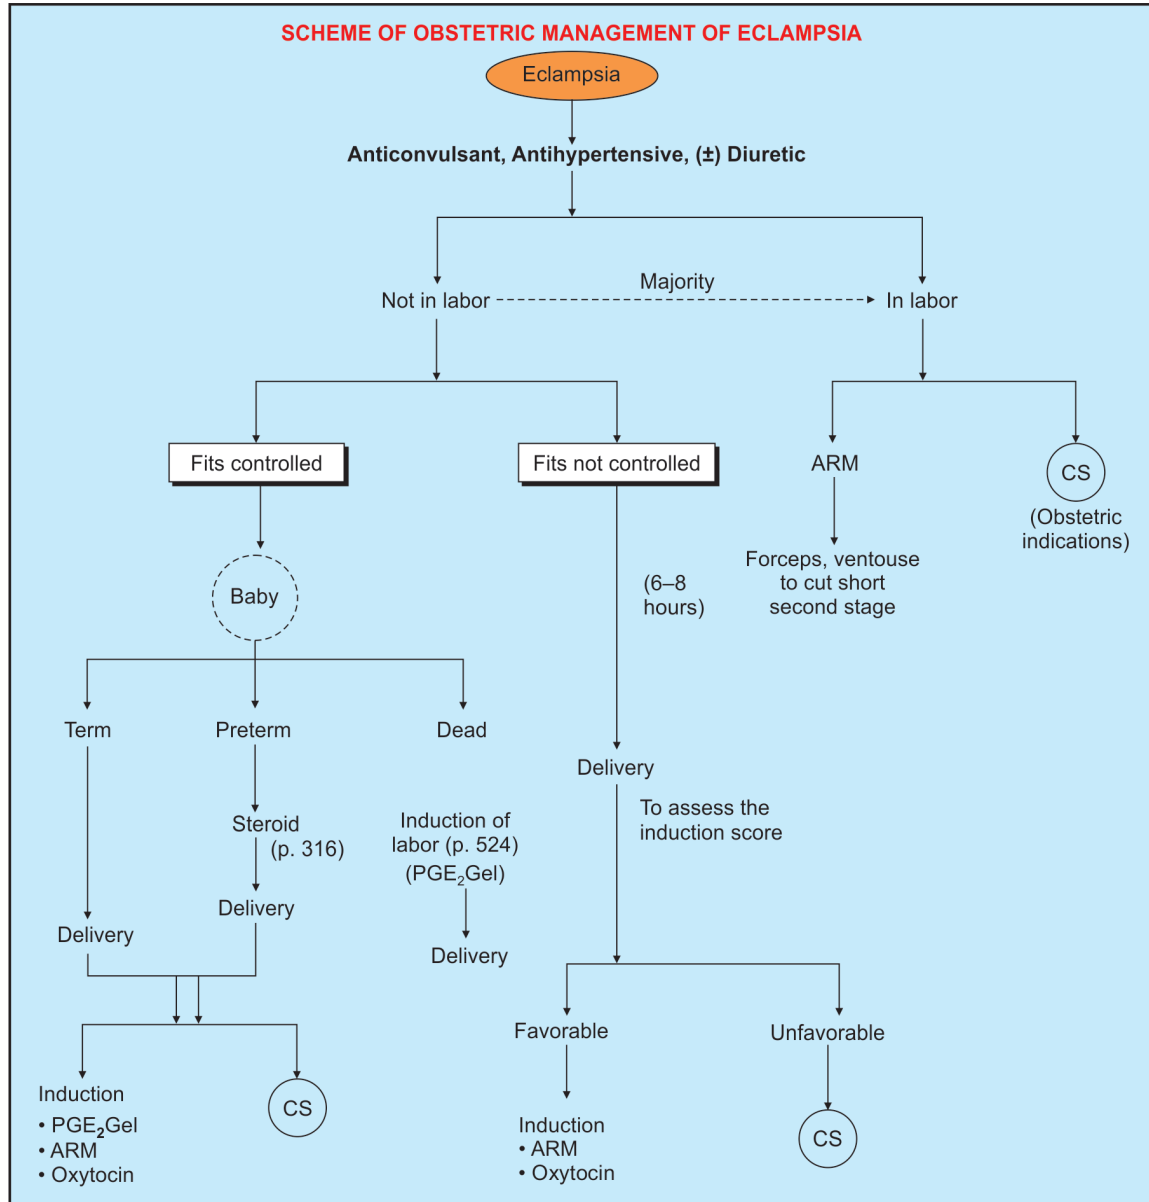 SCHEME OF OBSTETRIC MANAGEMENT OF ECLAMPSIA
Eclampsia
Anticonvulsant, Antihypertensive, (±) Diuretic
Majority
Not in labor
In labor
Fits controlled
Fits not controlled
ARM
CS
(Obstetric
indications)
Forceps, ventouse
to cut short
second stage
(6–8
hours)
Baby
Term
Preterm
Dead
Delivery
To assess the
induction score
Steroid
(p. 316)
Induction of
labor (p. 524)
(PGE₂Gel)
Delivery
Delivery
Delivery
Favorable
Unfavorable
Induction
• PGE₂Gel
• ARM
• Oxytocin
CS
Induction
• ARM
• Oxytocin
CS